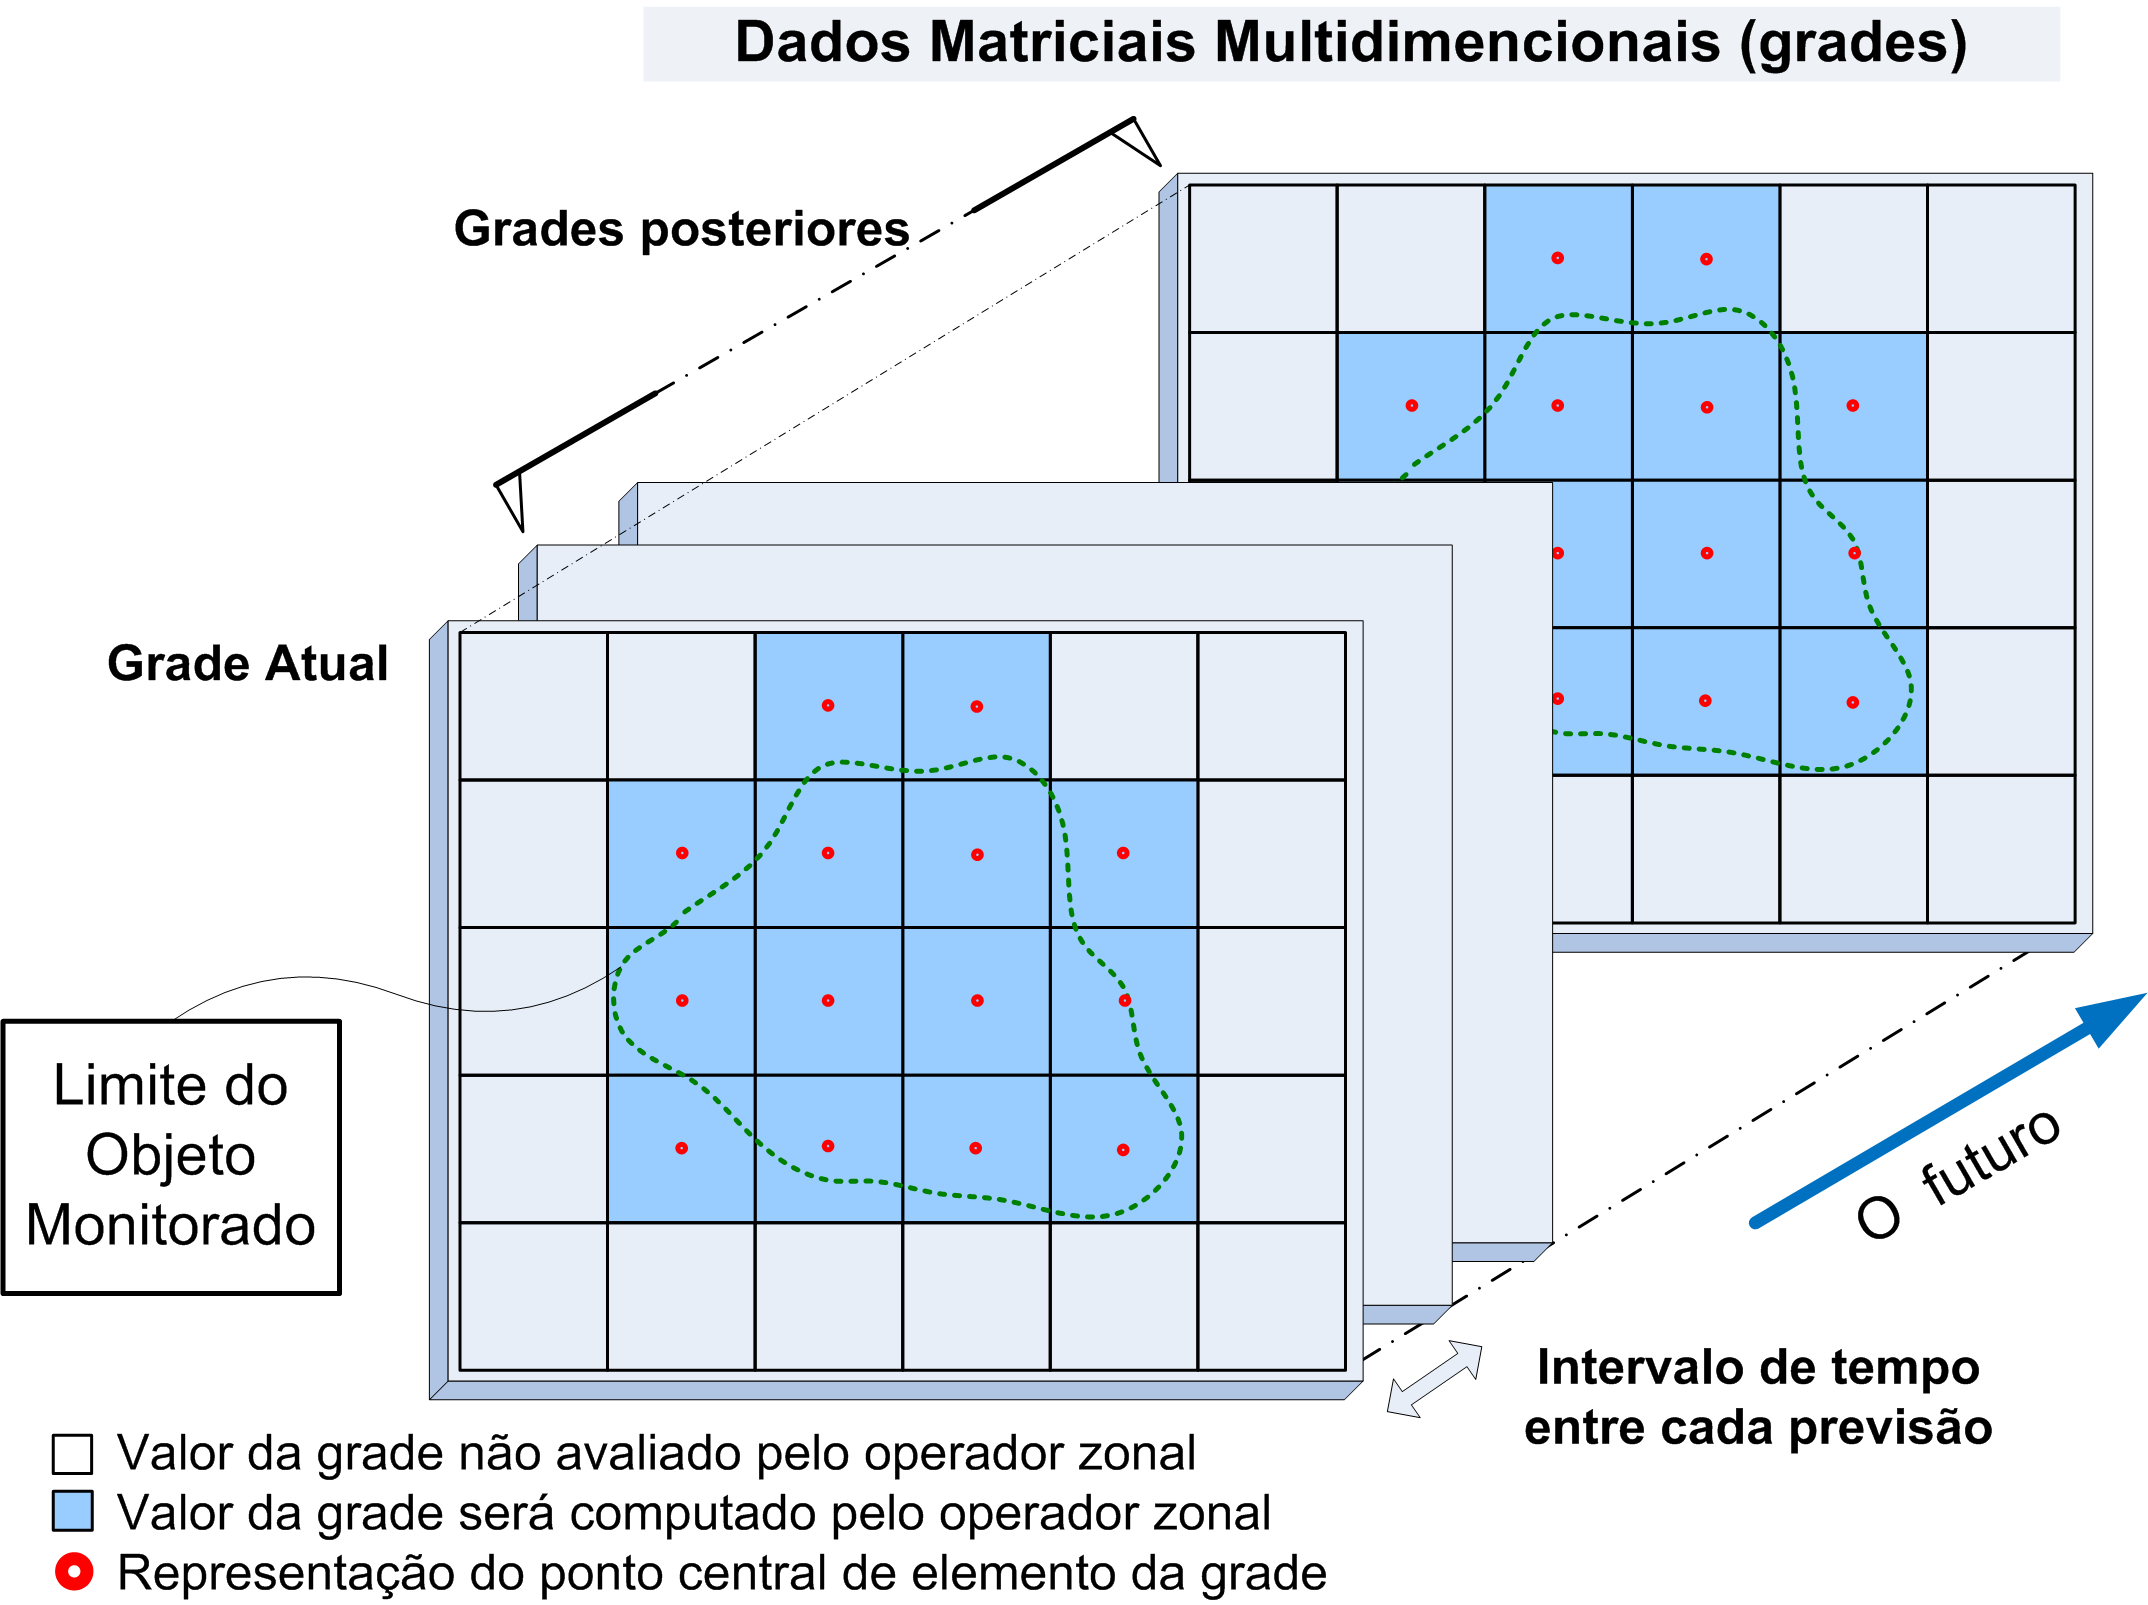 Dados Matriciais Multidimencionais (grades)
Grades posteriores
Grade Atual
Limite do
Objeto
Monitorado
O futuro
Intervalo de tempo
entre cada previsão
Valor da grade não avaliado pelo operador zonal
Valor da grade será computado pelo operador zonal
Representação do ponto central de elemento da grade